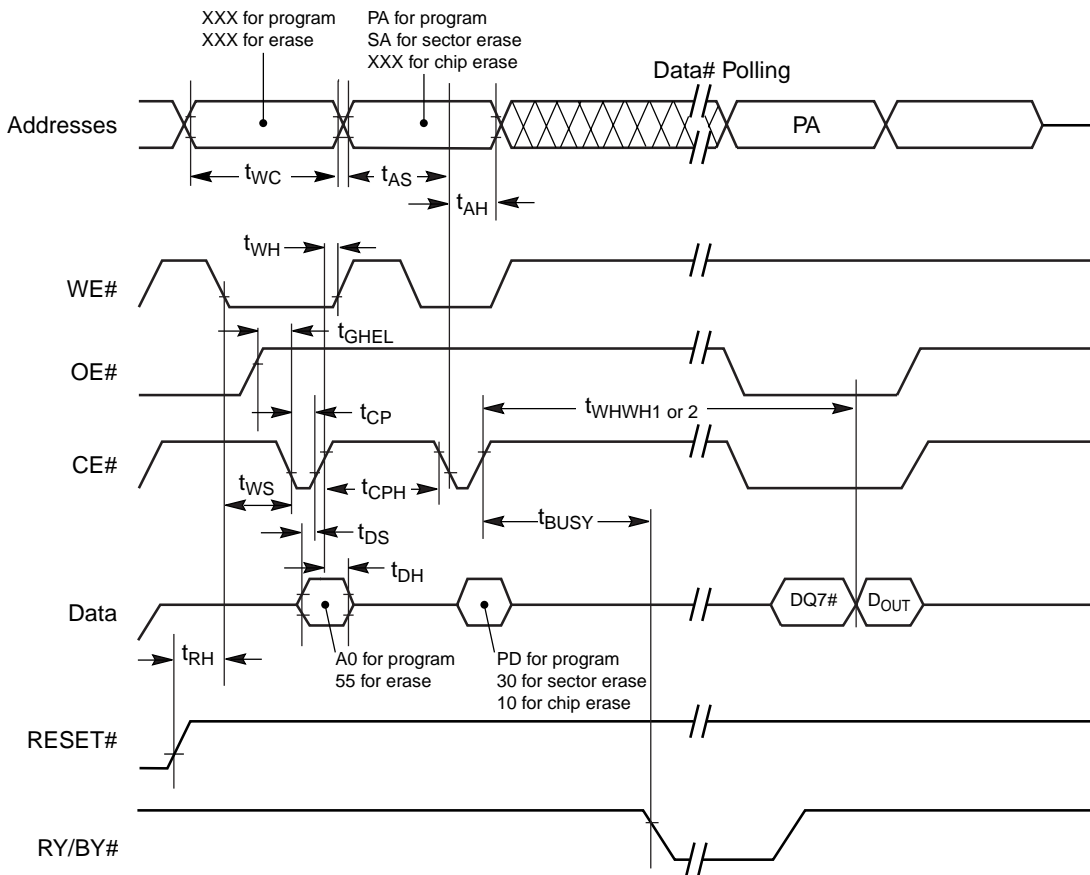 XXX for program
XXX for erase
PA for program
SA for sector erase
XXX for chip erase
Data# Polling
Addresses
PA
tWC
tAS
tAH
tWH
WE#
tGHEL
OE#
tWHWH1 or 2
tCP
CE#
tWS
tCPH
tBUSY
tDS
tDH
Data
DQ7#
DOUT
tRH
A0 for program
55 for erase
PD for program
30 for sector erase
10 for chip erase
RESET#
RY/BY#